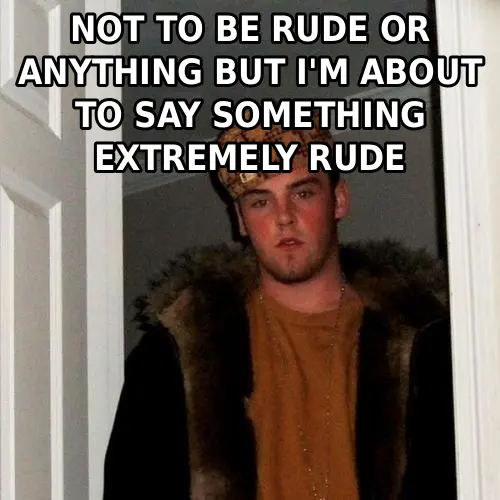 NOT TO BE RUDE OR
ANYTHING BUT I'M ABOUT
TO SAY SOMETHING
EXTREMELY RUDE